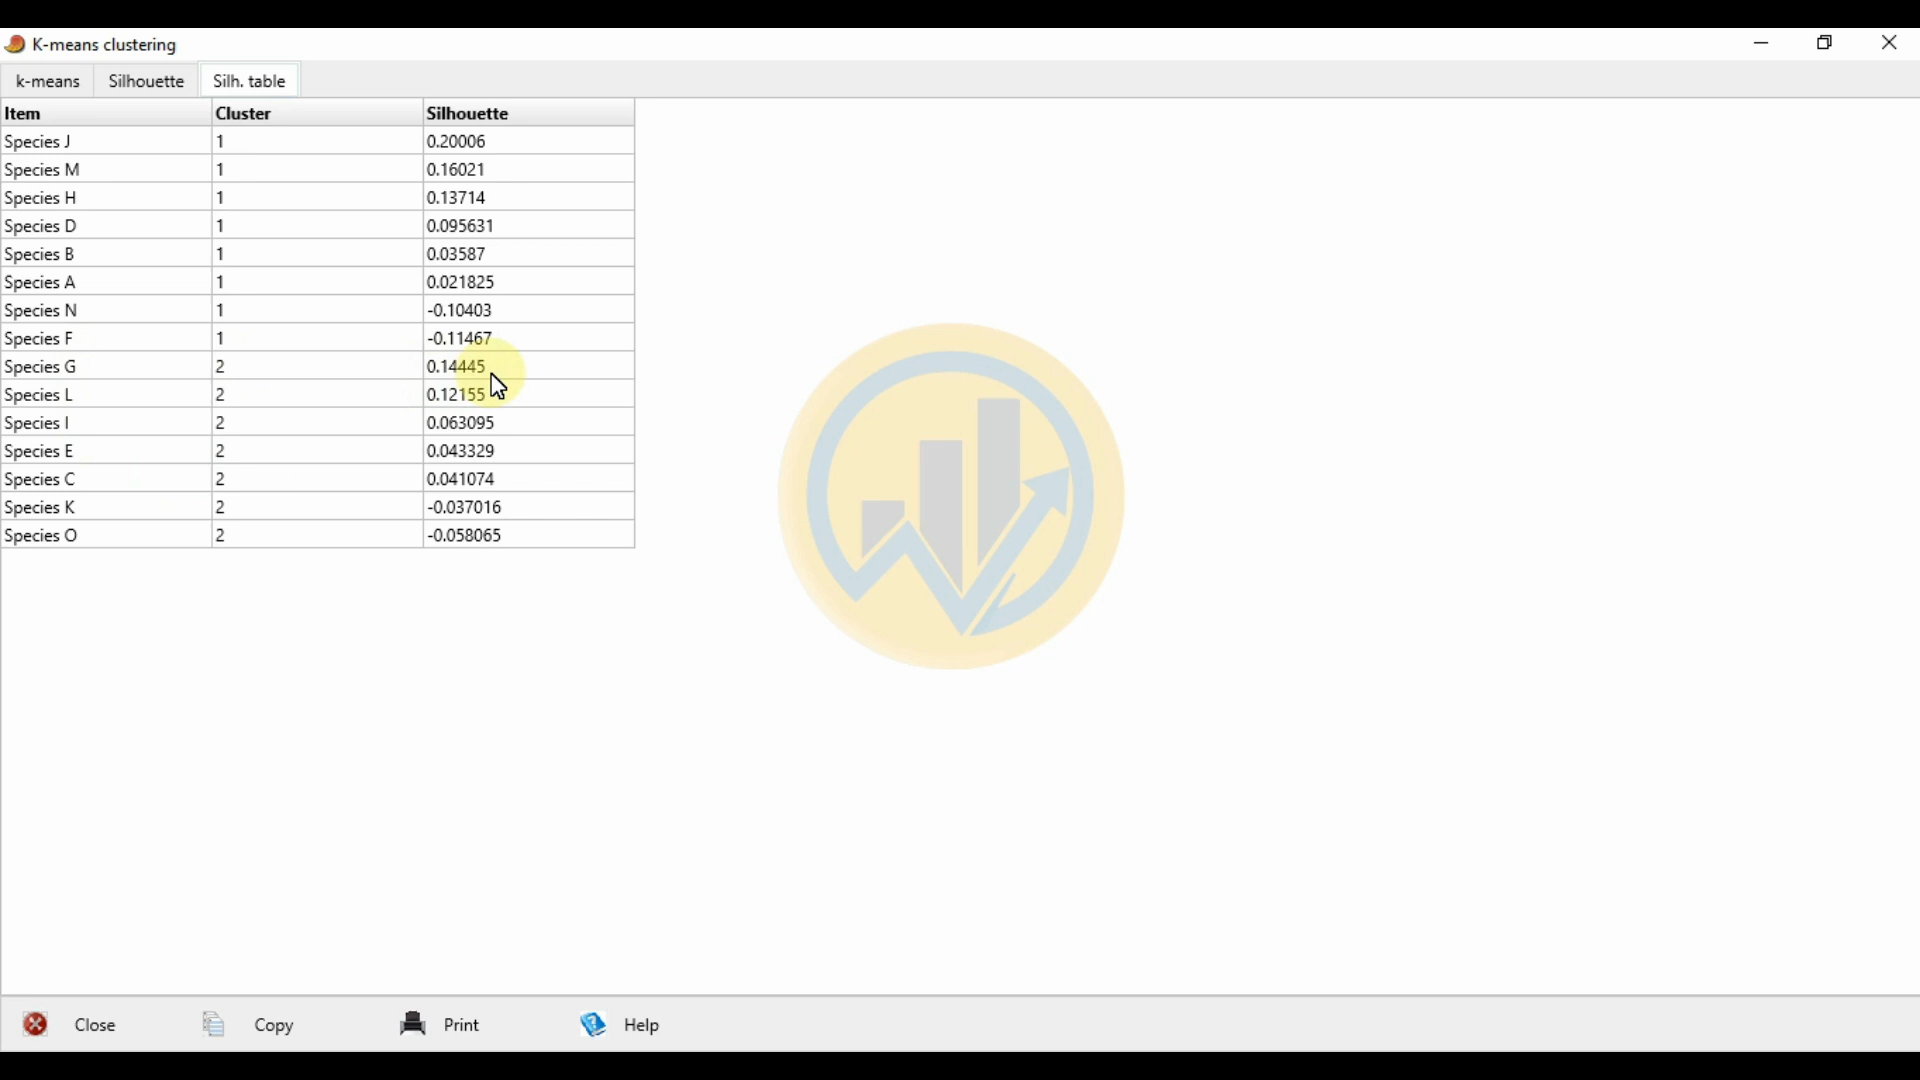 K-means clustering
k-means Silhouette Silh. table
Item Cluster Silhouette
Species J 1 0.20006
Species M 1 0.16021
Species H 1 0.13714
Species D 1 0.095631
Species B 1 0.03587
Species A 1 0.021825
Species N 1 -0.10403
Species F 1 -0.11467
Species G 2 0.14445
Species L 2 0.12155
Species I 2 0.063095
Species E 2 0.043329
Species C 2 0.041074
Species K 2 -0.037016
Species O 2 -0.058065
Close Copy Print Help